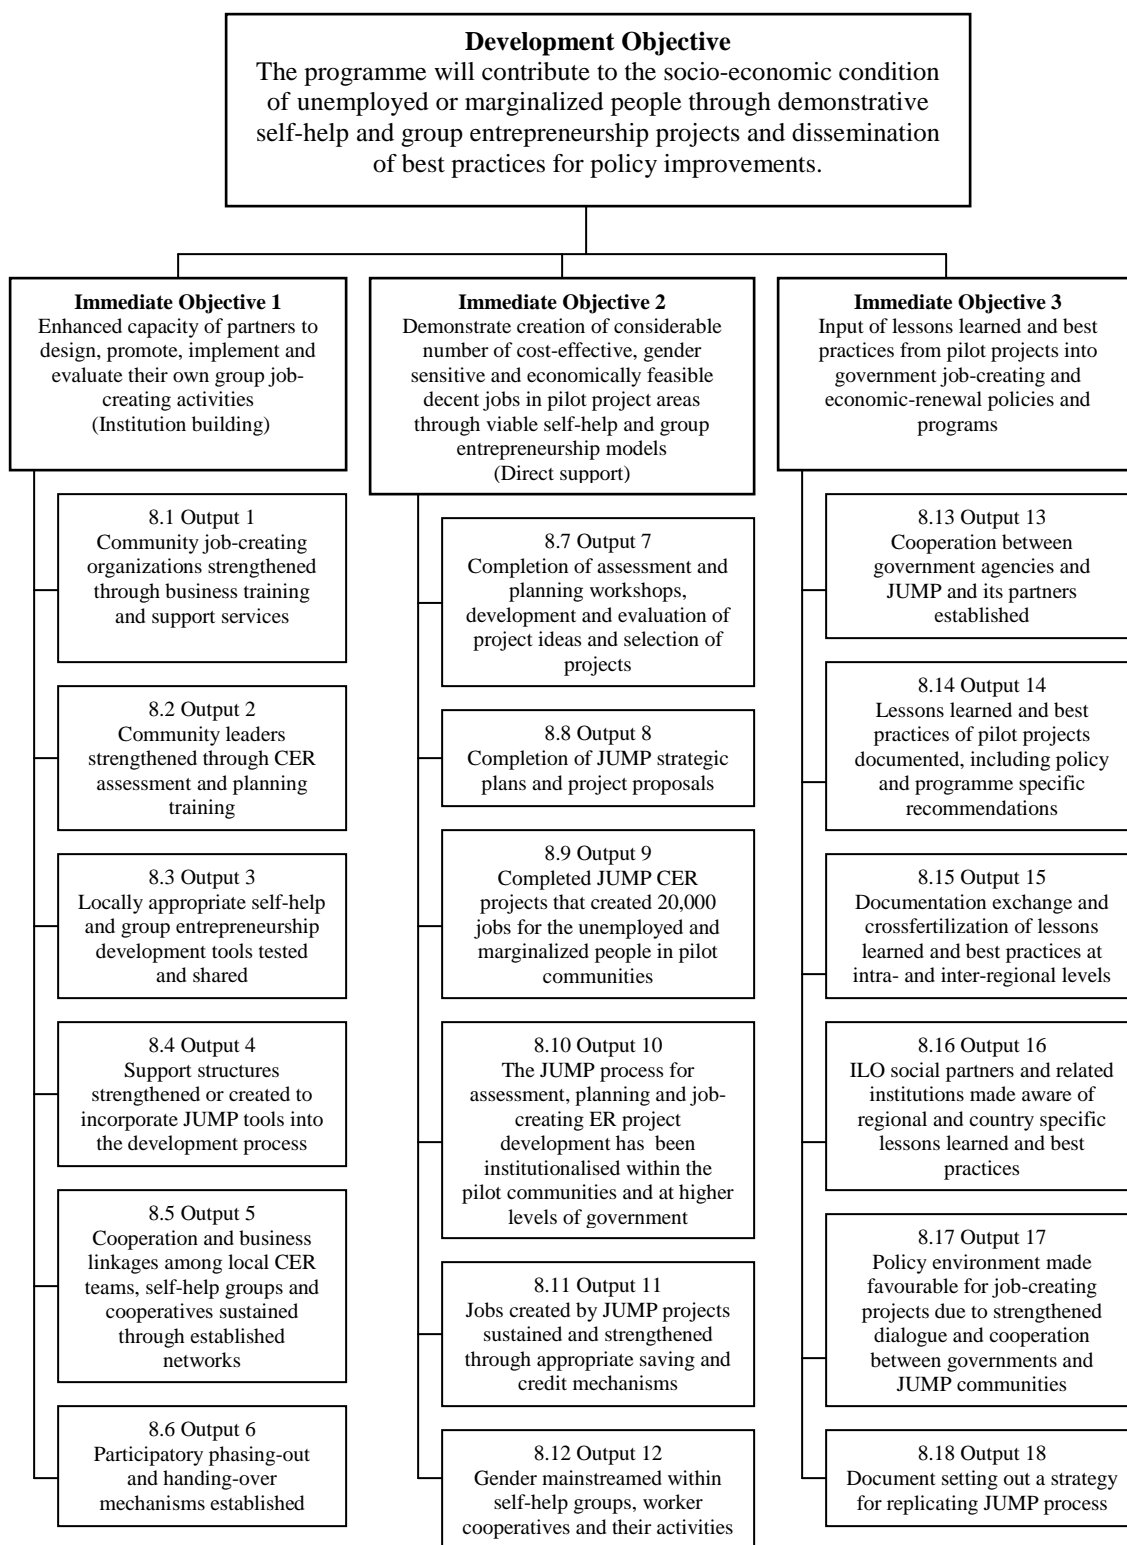 Development Objective
The programme will contribute to the socio-economic condition
of unemployed or marginalized people through demonstrative
self-help and group entrepreneurship projects and dissemination
of best practices for policy improvements.
Immediate Objective 1
Enhanced capacity of partners to
design, promote, implement and
evaluate their own group job-
creating activities
(Institution building)
8.1 Output 1
Community job-creating
organizations strengthened
through business training
and support services
8.2 Output 2
Community leaders
strengthened through CER
assessment and planning
training
8.3 Output 3
Locally appropriate self-help
and group entrepreneurship
development tools tested
and shared
8.4 Output 4
Support structures
strengthened or created to
incorporate JUMP tools into
the development process
8.5 Output 5
Cooperation and business
linkages among local CER
teams, self-help groups and
cooperatives sustained
through established
networks
8.6 Output 6
Participatory phasing-out
and handing-over
mechanisms established
Immediate Objective 2
Demonstrate creation of considerable
number of cost-effective, gender
sensitive and economically feasible
decent jobs in pilot project areas
through viable self-help and group
entrepreneurship models
(Direct support)
8.7 Output 7
Completion of assessment and
planning workshops,
development and evaluation of
project ideas and selection of
projects
8.8 Output 8
Completion of JUMP strategic
plans and project proposals
8.9 Output 9
Completed JUMP CER
projects that created 20,000
jobs for the unemployed and
marginalized people in pilot
communities
8.10 Output 10
The JUMP process for
assessment, planning and job-
creating ER project
development has been
institutionalised within the
pilot communities and at higher
levels of government
8.11 Output 11
Jobs created by JUMP projects
sustained and strengthened
through appropriate saving and
credit mechanisms
8.12 Output 12
Gender mainstreamed within
self-help groups, worker
cooperatives and their activities
Immediate Objective 3
Input of lessons learned and best
practices from pilot projects into
government job-creating and
economic-renewal policies and
programs
8.13 Output 13
Cooperation between
government agencies and
JUMP and its partners
established
8.14 Output 14
Lessons learned and best
practices of pilot projects
documented, including policy
and programme specific
recommendations
8.15 Output 15
Documentation exchange and
crossfertilization of lessons
learned and best practices at
intra- and inter-regional levels
8.16 Output 16
ILO social partners and related
institutions made aware of
regional and country specific
lessons learned and best
practices
8.17 Output 17
Policy environment made
favourable for job-creating
projects due to strengthened
dialogue and cooperation
between governments and
JUMP communities
8.18 Output 18
Document setting out a strategy
for replicating JUMP process